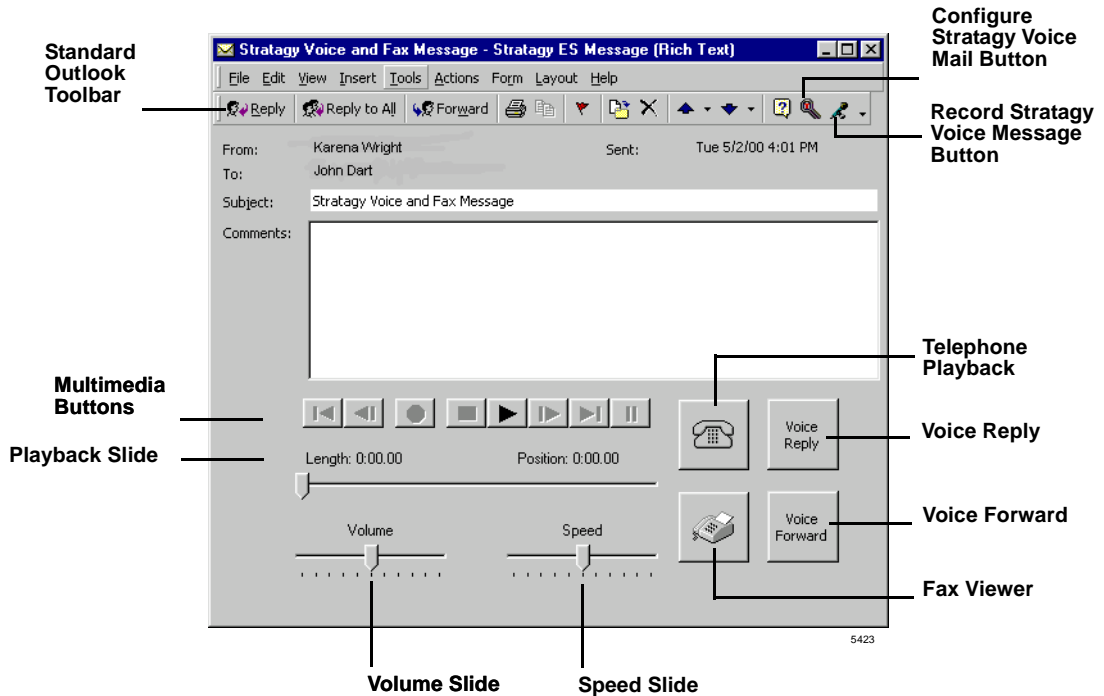 Configure
Stratagy Voice
Mail Button
Standard
Outlook
Toolbar
Stratagy Voice and Fax Message - Stratagy ES Message (Rich Text)
File Edit View Insert Tools Actions Form Layout Help
Reply Reply to All Forward
Record Stratagy
Voice Message
Button
From: Karena Wright Sent: Tue 5/2/00 4:01 PM
To: John Dart
Subject: Stratagy Voice and Fax Message
Comments:
Telephone
Playback
Multimedia
Buttons
Voice
Reply
Voice Reply
Playback Slide
Length: 0:00.00 Position: 0:00.00
Volume Speed
Voice
Forward
Voice Forward
Fax Viewer
5423
Volume Slide Speed Slide